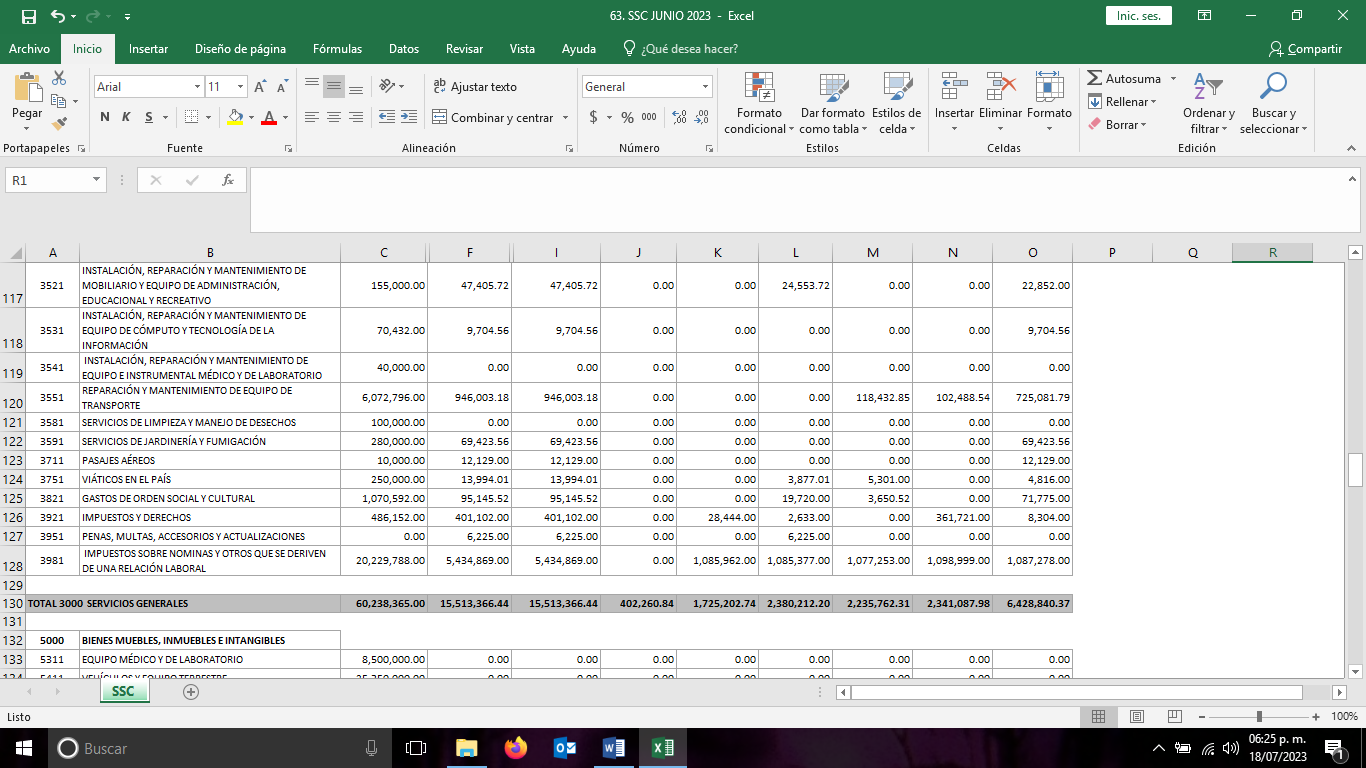 63. SSC JUNIO 2023 - Excel
Inic. ses.
Archivo Inicio Insertar Diseño de página Fórmulas Datos Revisar Vista Ayuda ¿Qué desea hacer? Compartir
Pegar
Portapapeles
Arial 11
N K S
Fuente
Ajustar texto
Combinar y centrar
Alineación
General
$ % 000
Número
Formato condicional
Dar formato como tabla
Estilos de celda
Estilos
Insertar Eliminar Formato
Celdas
Autosuma
Rellenar
Borrar
Ordenar y filtrar
Buscar y seleccionar
Edición
R1 fx
A B C F I J K L M N O P Q R
117 3521 INSTALACIÓN, REPARACIÓN Y MANTENIMIENTO DE
MOBILIARIO Y EQUIPO DE ADMINISTRACIÓN,
EDUCACIONAL Y RECREATIVO 155,000.00 47,405.72 47,405.72 0.00 0.00 24,553.72 0.00 0.00 22,852.00
118 3531 INSTALACIÓN, REPARACIÓN Y MANTENIMIENTO DE
EQUIPO DE CÓMPUTO Y TECNOLOGÍA DE LA
INFORMACIÓN 70,432.00 9,704.56 9,704.56 0.00 0.00 0.00 0.00 0.00 9,704.56
119 3541 INSTALACIÓN, REPARACIÓN Y MANTENIMIENTO DE
EQUIPO E INSTRUMENTAL MÉDICO Y DE LABORATORIO 40,000.00 0.00 0.00 0.00 0.00 0.00 0.00 0.00 0.00
120 3551 REPARACIÓN Y MANTENIMIENTO DE EQUIPO DE
TRANSPORTE 6,072,796.00 946,003.18 946,003.18 0.00 0.00 0.00 118,432.85 102,488.54 725,081.79
121 3581 SERVICIOS DE LIMPIEZA Y MANEJO DE DESECHOS 100,000.00 0.00 0.00 0.00 0.00 0.00 0.00 0.00 0.00
122 3591 SERVICIOS DE JARDINERÍA Y FUMIGACIÓN 280,000.00 69,423.56 69,423.56 0.00 0.00 0.00 0.00 0.00 69,423.56
123 3711 PASAJES AÉREOS 10,000.00 12,129.00 12,129.00 0.00 0.00 0.00 0.00 0.00 12,129.00
124 3751 VIÁTICOS EN EL PAÍS 250,000.00 13,994.01 13,994.01 0.00 0.00 3,877.01 5,301.00 0.00 4,816.00
125 3821 GASTOS DE ORDEN SOCIAL Y CULTURAL 1,070,592.00 95,145.52 95,145.52 0.00 0.00 19,720.00 3,650.52 0.00 71,775.00
126 3921 IMPUESTOS Y DERECHOS 486,152.00 401,102.00 401,102.00 0.00 28,444.00 2,633.00 0.00 361,721.00 8,304.00
127 3951 PENAS, MULTAS, ACCESORIOS Y ACTUALIZACIONES 0.00 6,225.00 6,225.00 0.00 0.00 6,225.00 0.00 0.00 0.00
128 3981 IMPUESTOS SOBRE NOMINAS Y OTROS QUE SE DERIVEN
DE UNA RELACIÓN LABORAL 20,229,788.00 5,434,869.00 5,434,869.00 0.00 1,085,962.00 1,085,377.00 1,077,253.00 1,098,999.00 1,087,278.00
129
130 TOTAL 3000 SERVICIOS GENERALES 60,238,365.00 15,513,366.44 15,513,366.44 402,260.84 1,725,202.74 2,380,212.20 2,235,762.31 2,341,087.98 6,428,840.37
131
132 5000 BIENES MUEBLES, INMUEBLES E INTANGIBLES
133 5311 EQUIPO MÉDICO Y DE LABORATORIO 8,500,000.00 0.00 0.00 0.00 0.00 0.00 0.00 0.00 0.00
SSC
Listo 100%
Buscar
06:25 p. m.
18/07/2023
1